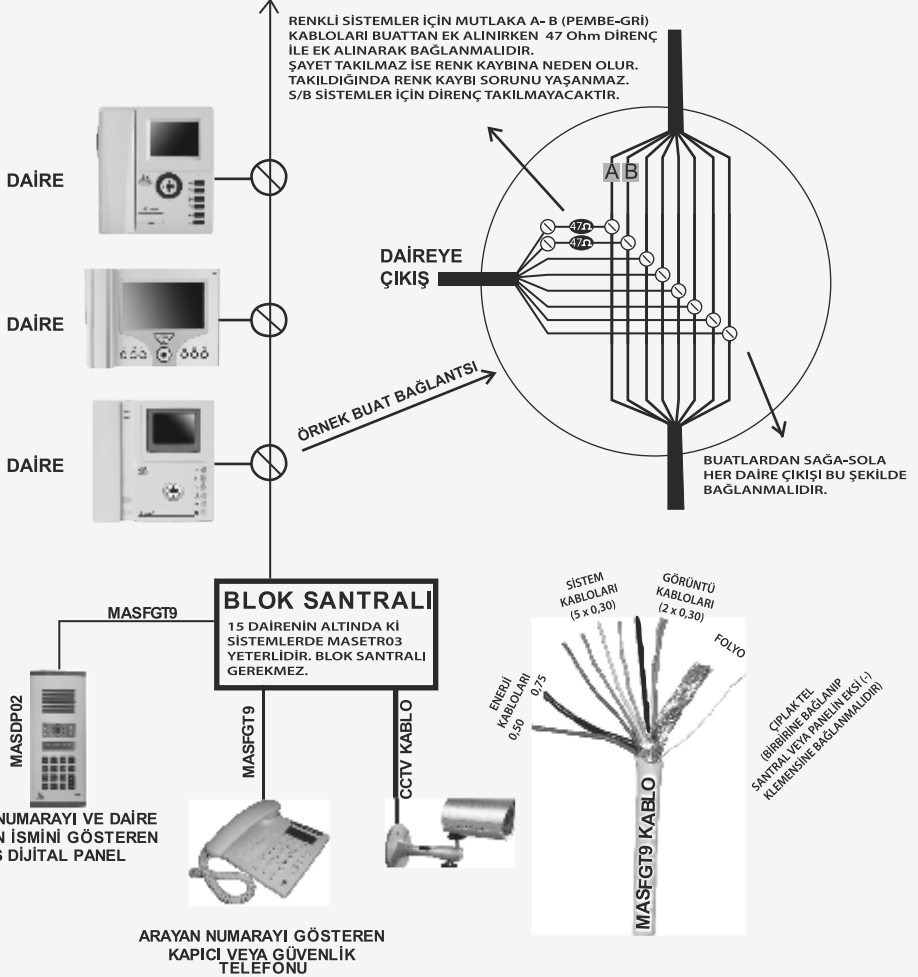 RENKLİ SİSTEMLER İÇİN MUTLAKA A- B (PEMBE-GRİ)
KABLOLARI BUATTAN EK ALINIRKEN 47 Ohm DİRENÇ
İLE EK ALINARAK BAĞLANMALIDIR.
ŞAYET TAKILMAZ İSE RENK KAYBINA NEDEN OLUR.
TAKILDIĞINDA RENK KAYBI SORUNU YAŞANMAZ.
S/B SİSTEMLER İÇİN DİRENÇ TAKILMAYACAKTIR.
DAİRE
A B
47Ω
47Ω
DAİREYE
ÇIKIŞ
DAİRE
ÖRNEK BUAT BAĞLANTSI
DAİRE
BUATLARDAN SAĞA-SOLA
HER DAİRE ÇIKIŞI BU ŞEKİLDE
BAĞLANMALIDIR.
BLOK SANTRALI
15 DAİRENİN ALTINDA Kİ
SİSTEMLERDE MASETR03
YETERLİDİR. BLOK SANTRALI
GEREKMEZ.
MASFGT9
MASDP02
MASFGT9
CCTV KABLO
NUMARAYI VE DAİRE
N İSMİNİ GÖSTEREN
S DİJİTAL PANEL
ARAYAN NUMARAYI GÖSTEREN
KAPICI VEYA GÜVENLİK
TELEFONU
SİSTEM
KABLOLARI
(5 x 0,30)
GÖRÜNTÜ
KABLOLARI
(2 x 0,30)
FOLYO
ENERJİ
KABLOLARI
0,50 0,75
ÇIPLAK TEL
(BİRBİRİNE BAĞLANIP
SANTRAL VEYA PANELİN EKSİ (-)
KLEMENSİNE BAĞLANMALIDIR)
MASFGT9 KABLO